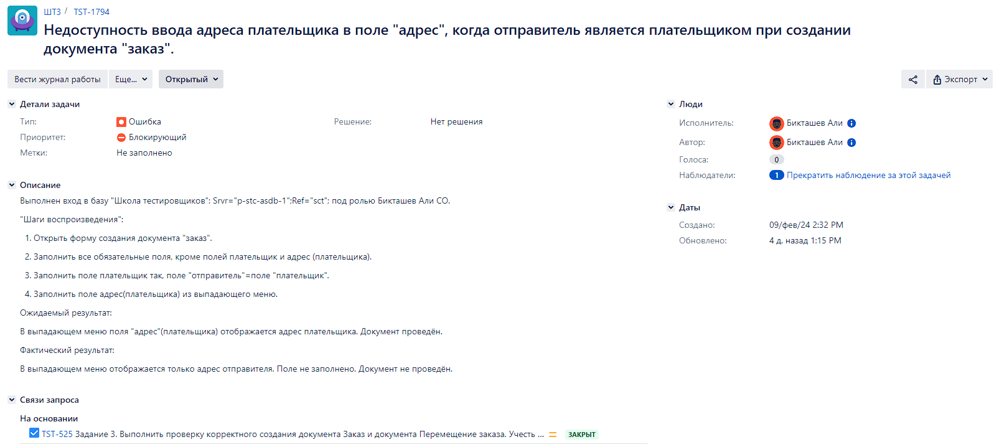 ШТЗ / TST-1794
Недоступность ввода адреса плательщика в поле "адрес", когда отправитель является плательщиком при создании
документа "заказ".
Вести журнал работы Еще... Открытый Экспорт
Детали задачи
Тип: Ошибка Решение: Нет решения
Приоритет: Блокирующий
Метки: Не заполнено
Описание
Выполнен вход в базу "Школа тестировщиков": Srvr="p-stc-asdb-1";Ref="sct"; под ролью Бикташев Али СО.
"Шаги воспроизведения":
1. Открыть форму создания документа "заказ".
2. Заполнить все обязательные поля, кроме полей плательщик и адрес (плательщика).
3. Заполнить поле плательщик так, поле "отправитель"=поле "плательщик".
4. Заполнить поле адрес(плательщика) из выпадающего меню.
Ожидаемый результат:
В выпадающем меню поля "адрес"(плательщика) отображается адрес плательщика. Документ проведён.
Фактический результат:
В выпадающем меню отображается только адрес отправителя. Поле не заполнено. Документ не проведён.
Связи запроса
На основании
TST-525 Задание 3. Выполнить проверку корректного создания документа Заказ и документа Перемещение заказа. Учесть ... ЗАКРЫТ
Люди
Исполнитель: Бикташев Али
Автор: Бикташев Али
Голоса: 0
Наблюдатели: 1 Прекратить наблюдение за этой задачей
Даты
Создано: 09/фев/24 2:32 PM
Обновлено: 4 д. назад 1:15 PM